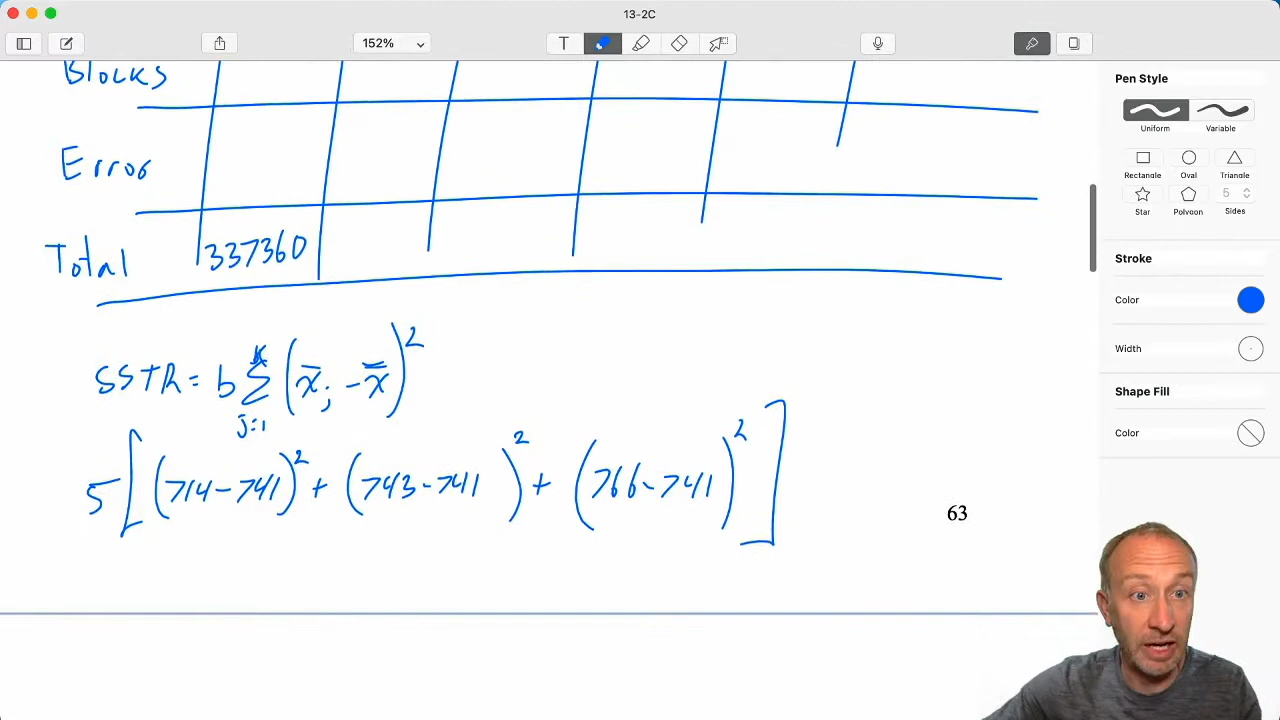 13-2C
152%
T
Pen Style
Uniform Variable
Rectangle Oval Triangle
Star Polygon 5 Sides
Stroke
Color
Width
Shape Fill
Color
Blocks
Error
Total 337360
SSTR = b Σ_{j=1}^{k} (x̄_j - x̿)^2
5[(714-741)^2 + (743-741)^2 + (766-741)^2]
63